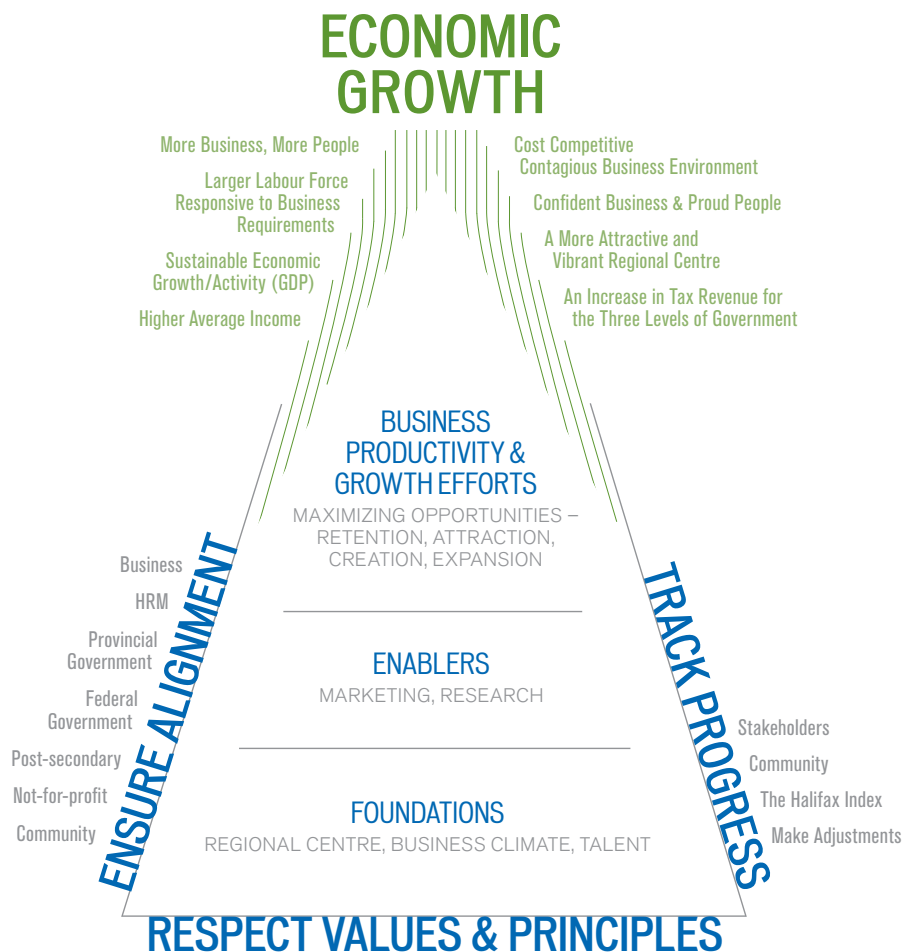 ECONOMIC
GROWTH
More Business, More People
Larger Labour Force
Responsive to Business
Requirements
Sustainable Economic
Growth/Activity (GDP)
Higher Average Income
Cost Competitive
Contagious Business Environment
Confident Business & Proud People
A More Attractive and
Vibrant Regional Centre
An Increase in Tax Revenue for
the Three Levels of Government
BUSINESS
PRODUCTIVITY &
GROWTH EFFORTS
MAXIMIZING OPPORTUNITIES –
RETENTION, ATTRACTION,
CREATION, EXPANSION
ENABLERS
MARKETING, RESEARCH
FOUNDATIONS
REGIONAL CENTRE, BUSINESS CLIMATE, TALENT
ENSURE ALIGNMENT
Business
HRM
Provincial
Government
Federal
Government
Post-secondary
Not-for-profit
Community
TRACK PROGRESS
Stakeholders
Community
The Halifax Index
Make Adjustments
RESPECT VALUES & PRINCIPLES